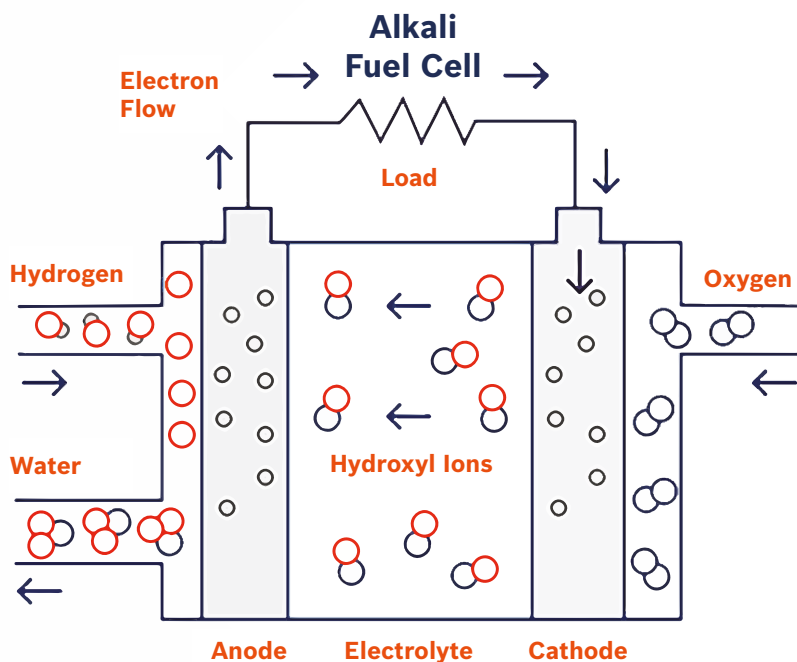 Alkali
Fuel Cell
Electron
Flow
Load
Hydrogen
Oxygen
Water
Hydroxyl Ions
Anode
Electrolyte
Cathode